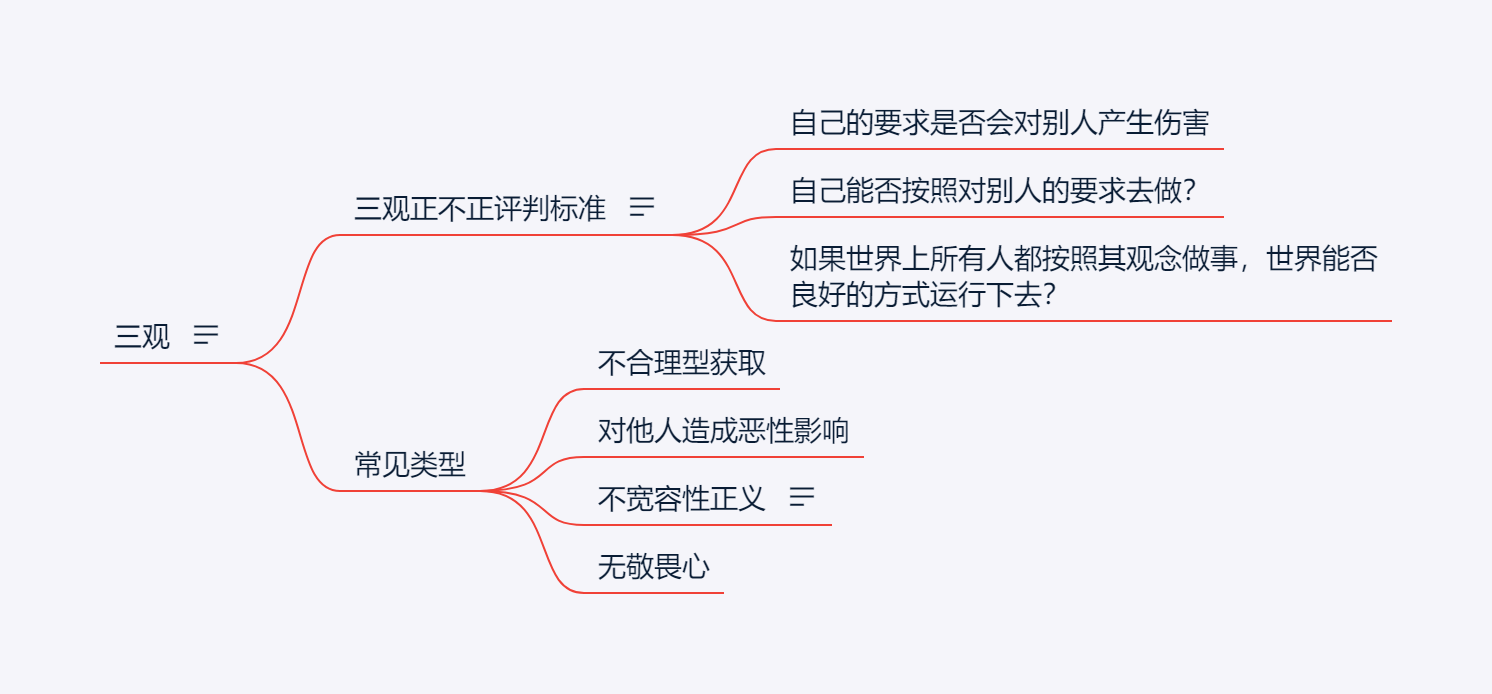 三观
三观正不正评判标准
自己的要求是否会对别人产生伤害
自己能否按照对别人的要求去做?
如果世界上所有人都按照其观念做事，世界能否
良好的方式运行下去?
常见类型
不合理型获取
对他人造成恶性影响
不宽容性正义
无敬畏心